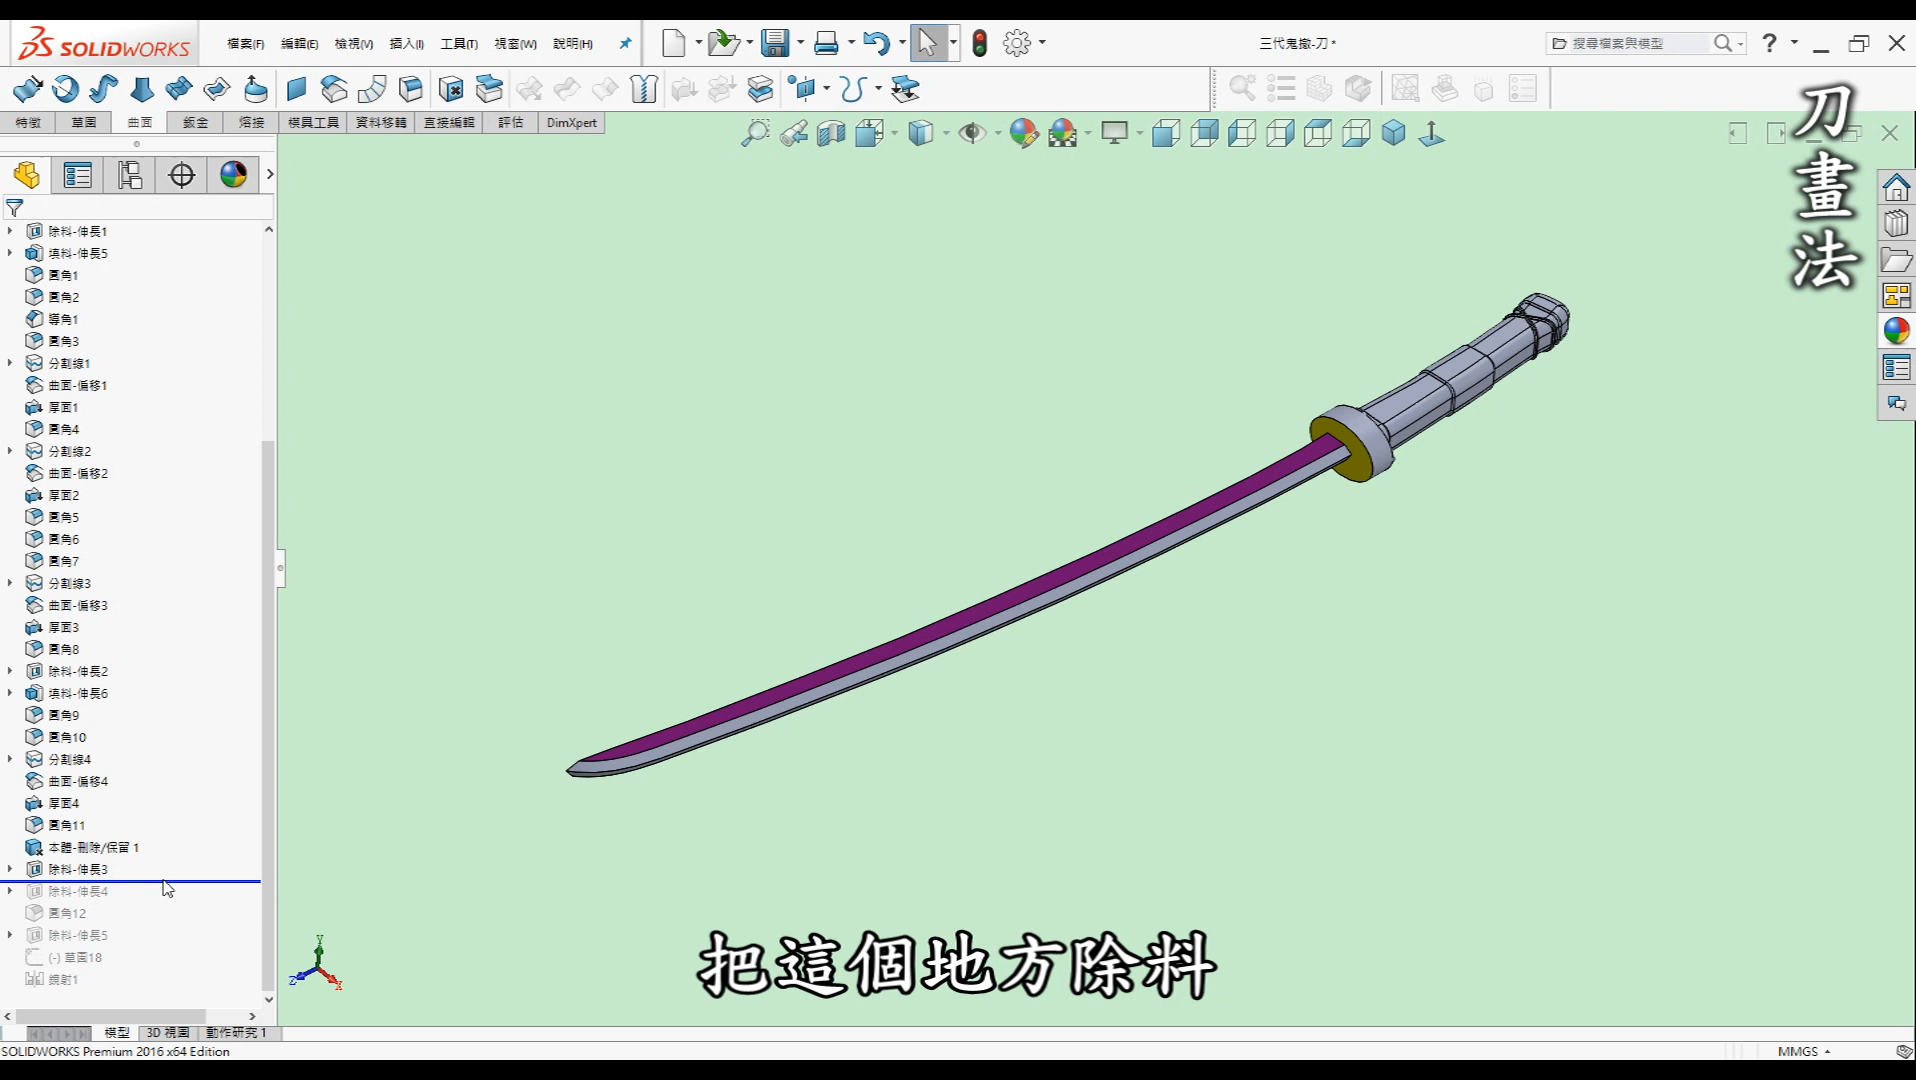 SOLIDWORKS
檔案(F) 編輯(E) 檢視(V) 插入(I) 工具(T) 視窗(W) 說明(H)
三代鬼撤-刀 *
搜尋檔案與模型
特徵 草圖 曲面 鈑金 熔接 模具工具 資料移轉 直接編輯 評估 DimXpert
除料-伸長1
填料-伸長5
圓角1
圓角2
導角1
圓角3
分割線1
曲面-偏移1
厚面1
圓角4
分割線2
曲面-偏移2
厚面2
圓角5
圓角6
圓角7
分割線3
曲面-偏移3
厚面3
圓角8
除料-伸長2
填料-伸長6
圓角9
圓角10
分割線4
曲面-偏移4
厚面4
圓角11
本體-刪除/保留 1
除料-伸長3
除料-伸長4
圓角12
除料-伸長5
(-) 草圖18
鏡射1
刀畫法
Y
Z
X
把這個地方除料
模型 3D 視圖 動作研究 1
SOLIDWORKS Premium 2016 x64 Edition
MMGS